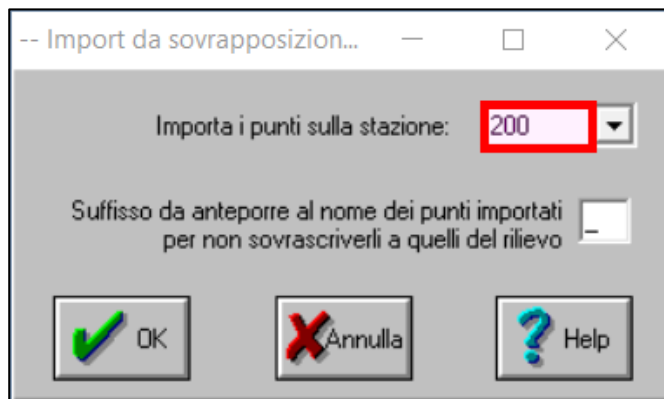 -- Import da sovrapposizion...
Importa i punti sulla stazione: 200
Suffisso da anteporre al nome dei punti importati
per non sovrascriverli a quelli del rilievo _
OK Annulla Help